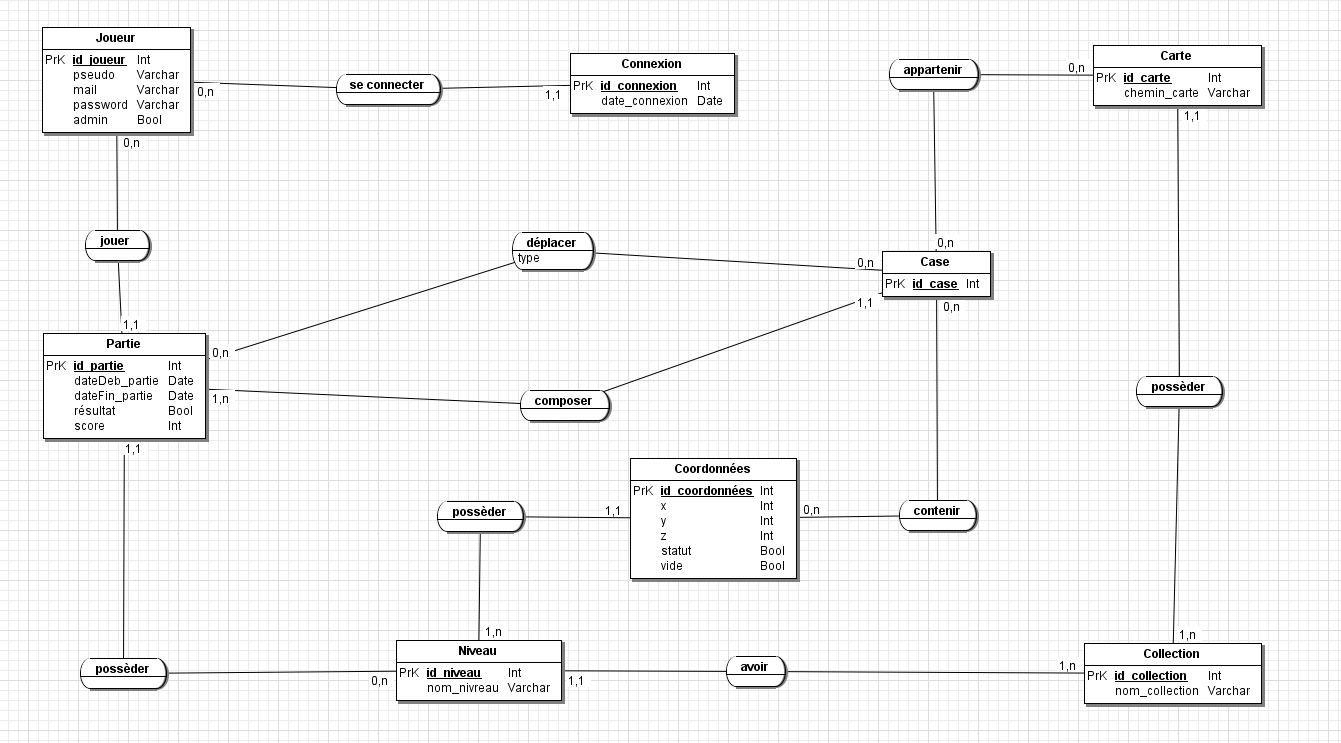 Joueur
PrK id_joueur Int
pseudo Varchar
mail Varchar
password Varchar
admin Bool
0,n
0,n
se connecter
1,1
Connexion
PrK id_connexion Int
date_connexion Date
appartenir
0,n
0,n
Carte
PrK id_carte Int
chemin_carte Varchar
1,1
jouer
1,1
déplacer
type
0,n
0,n
Case
PrK id_case Int
1,1
0,n
Partie
PrK id_partie Int
dateDeb_partie Date
dateFin_partie Date
résultat Bool
score Int
1,n
1,1
composer
possèder
Coordonnées
PrK id_coordonnées Int
x Int
y Int
z Int
statut Bool
vide Bool
possèder
1,1
0,n
contenir
1,n
1,n
possèder
0,n
Niveau
PrK id_niveau Int
nom_nivreau Varchar
1,1
avoir
1,n
Collection
PrK id_collection Int
nom_collection Varchar